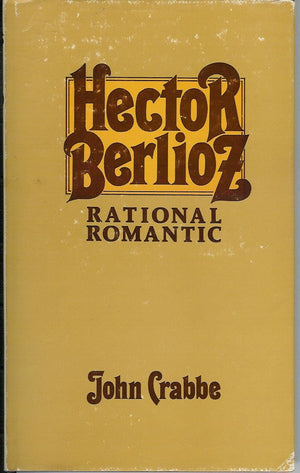 Hector
Berlioz
RATIONAL
ROMANTIC
John Crabbe